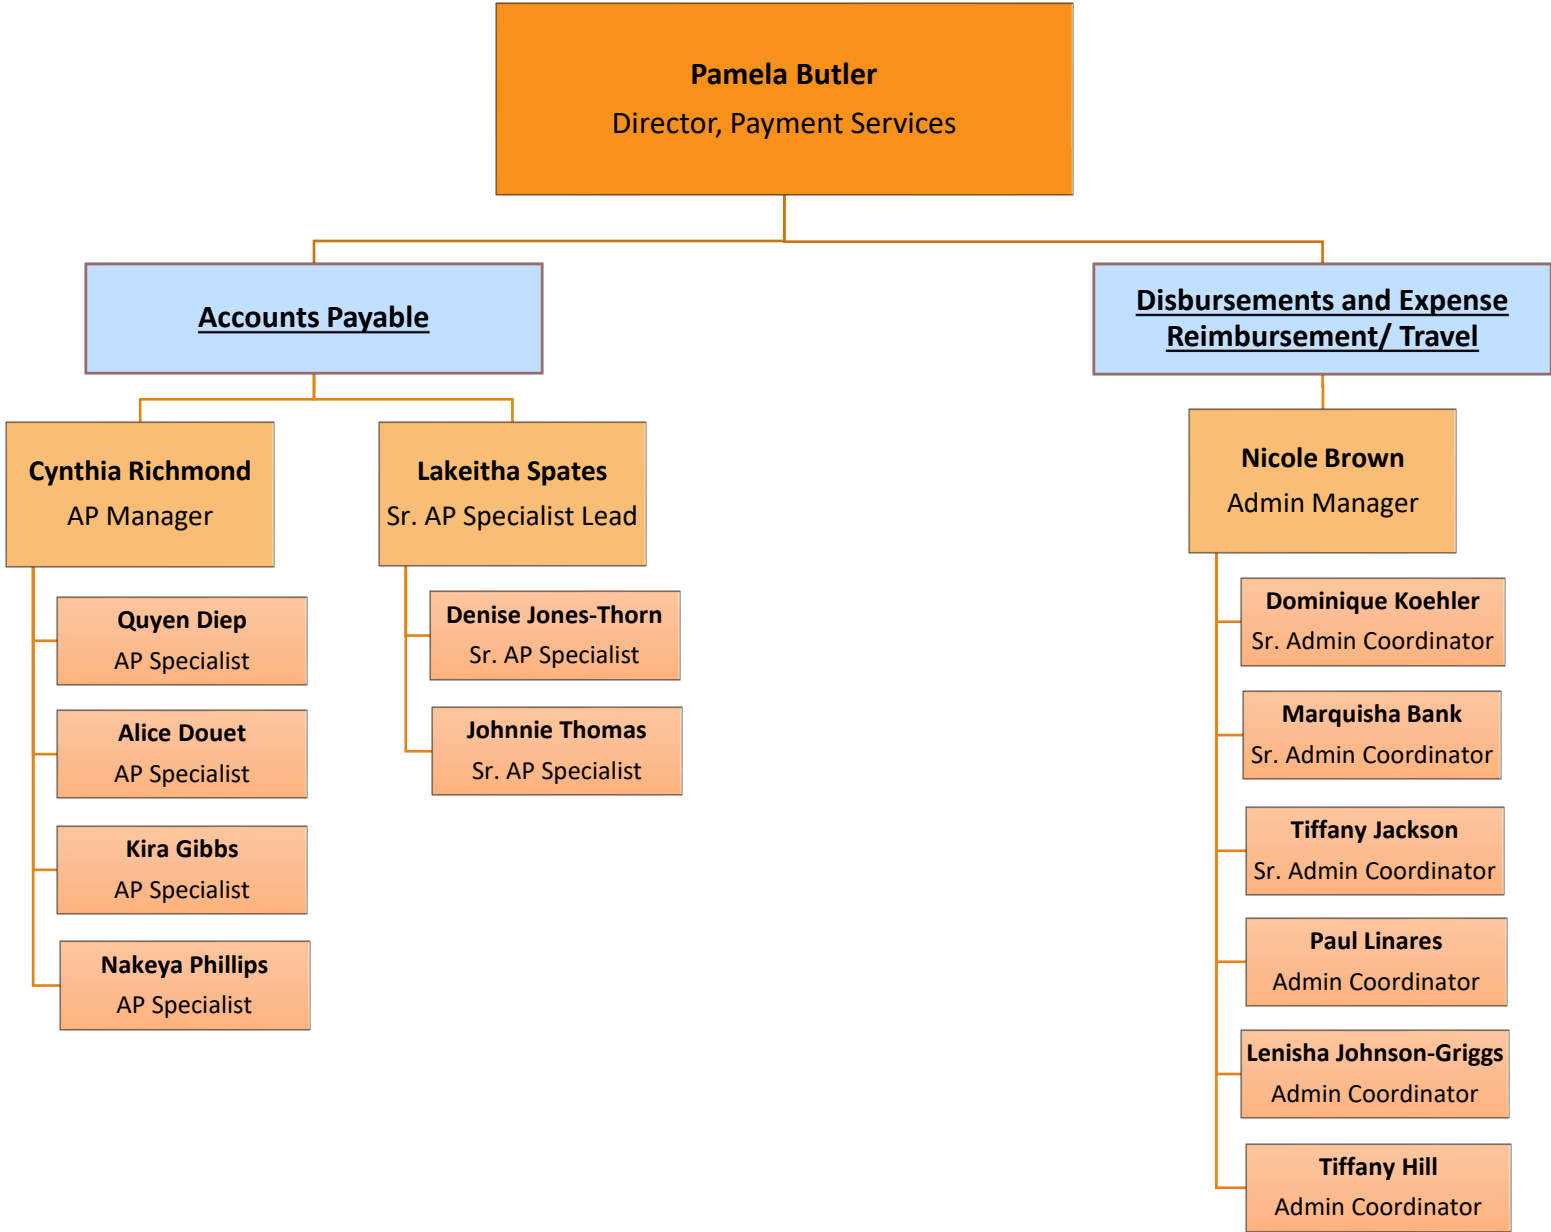 Pamela Butler
Director, Payment Services
Accounts Payable
Disbursements and Expense
Reimbursement/ Travel
Cynthia Richmond
AP Manager
Quyen Diep
AP Specialist
Alice Douet
AP Specialist
Kira Gibbs
AP Specialist
Nakeya Phillips
AP Specialist
Lakeitha Spates
Sr. AP Specialist Lead
Denise Jones-Thorn
Sr. AP Specialist
Johnnie Thomas
Sr. AP Specialist
Nicole Brown
Admin Manager
Dominique Koehler
Sr. Admin Coordinator
Marquisha Bank
Sr. Admin Coordinator
Tiffany Jackson
Sr. Admin Coordinator
Paul Linares
Admin Coordinator
Lenisha Johnson-Griggs
Admin Coordinator
Tiffany Hill
Admin Coordinator